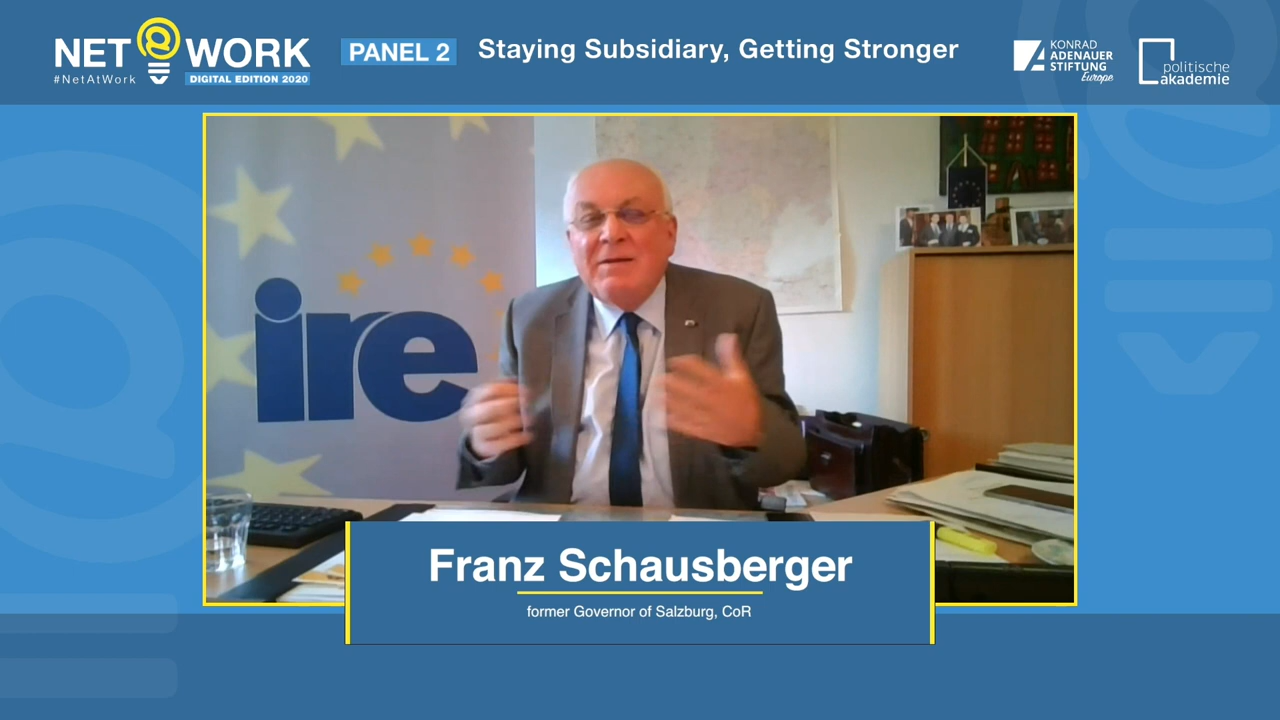 NET@WORK
#NetAtWork
DIGITAL EDITION 2020
PANEL 2
Staying Subsidiary, Getting Stronger
KONRAD
ADENAUER
STIFTUNG
Europe
politische
akademie
ire
Franz Schausberger
former Governor of Salzburg, CoR